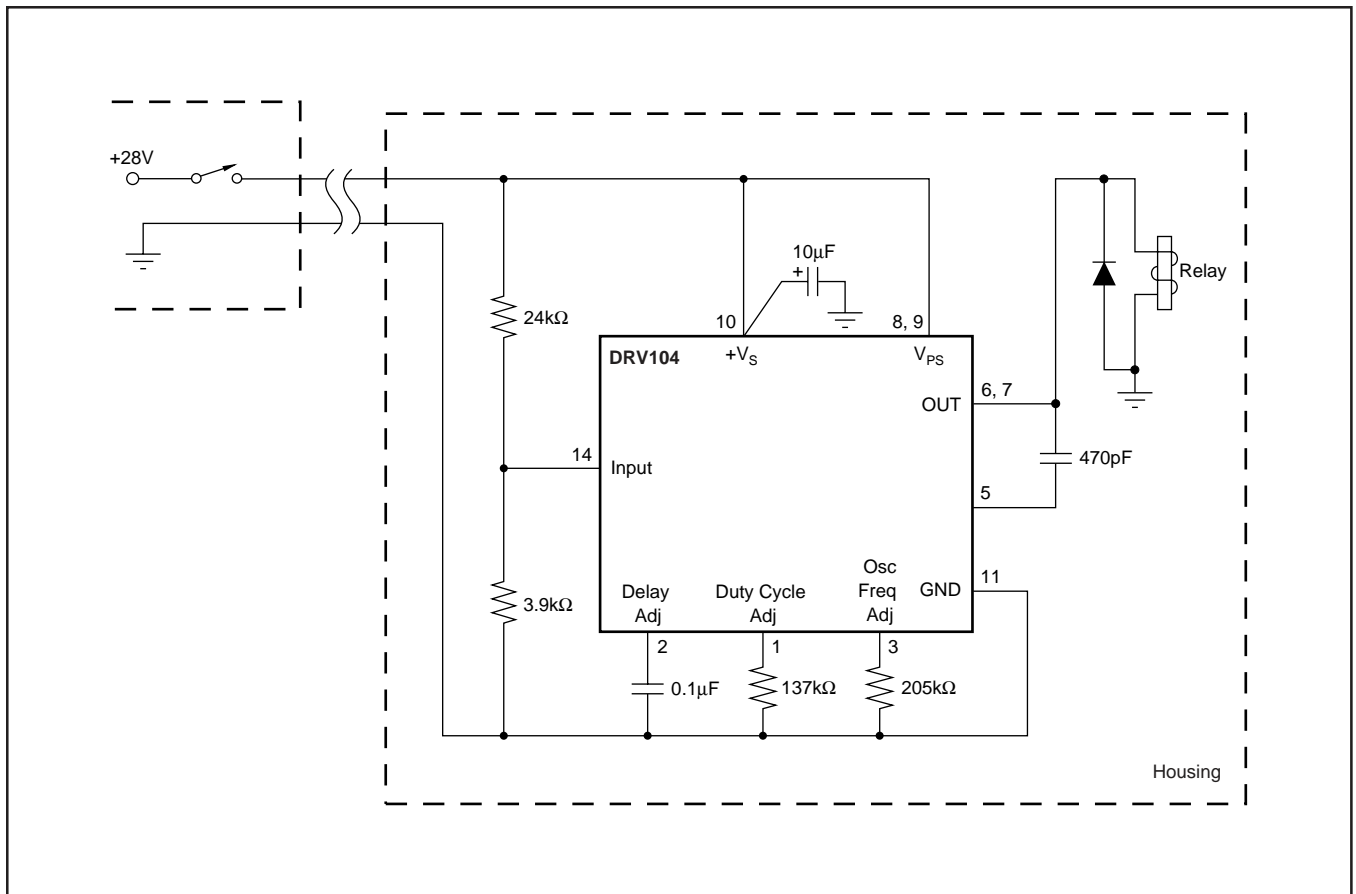 +28V
10µF
+
Relay
24kΩ
10
8, 9
DRV104
+VS
VPS
6, 7
OUT
14
Input
470pF
5
Osc
Freq
Adj
GND
11
Delay
Adj
Duty Cycle
Adj
3.9kΩ
2
1
3
0.1µF
137kΩ
205kΩ
Housing